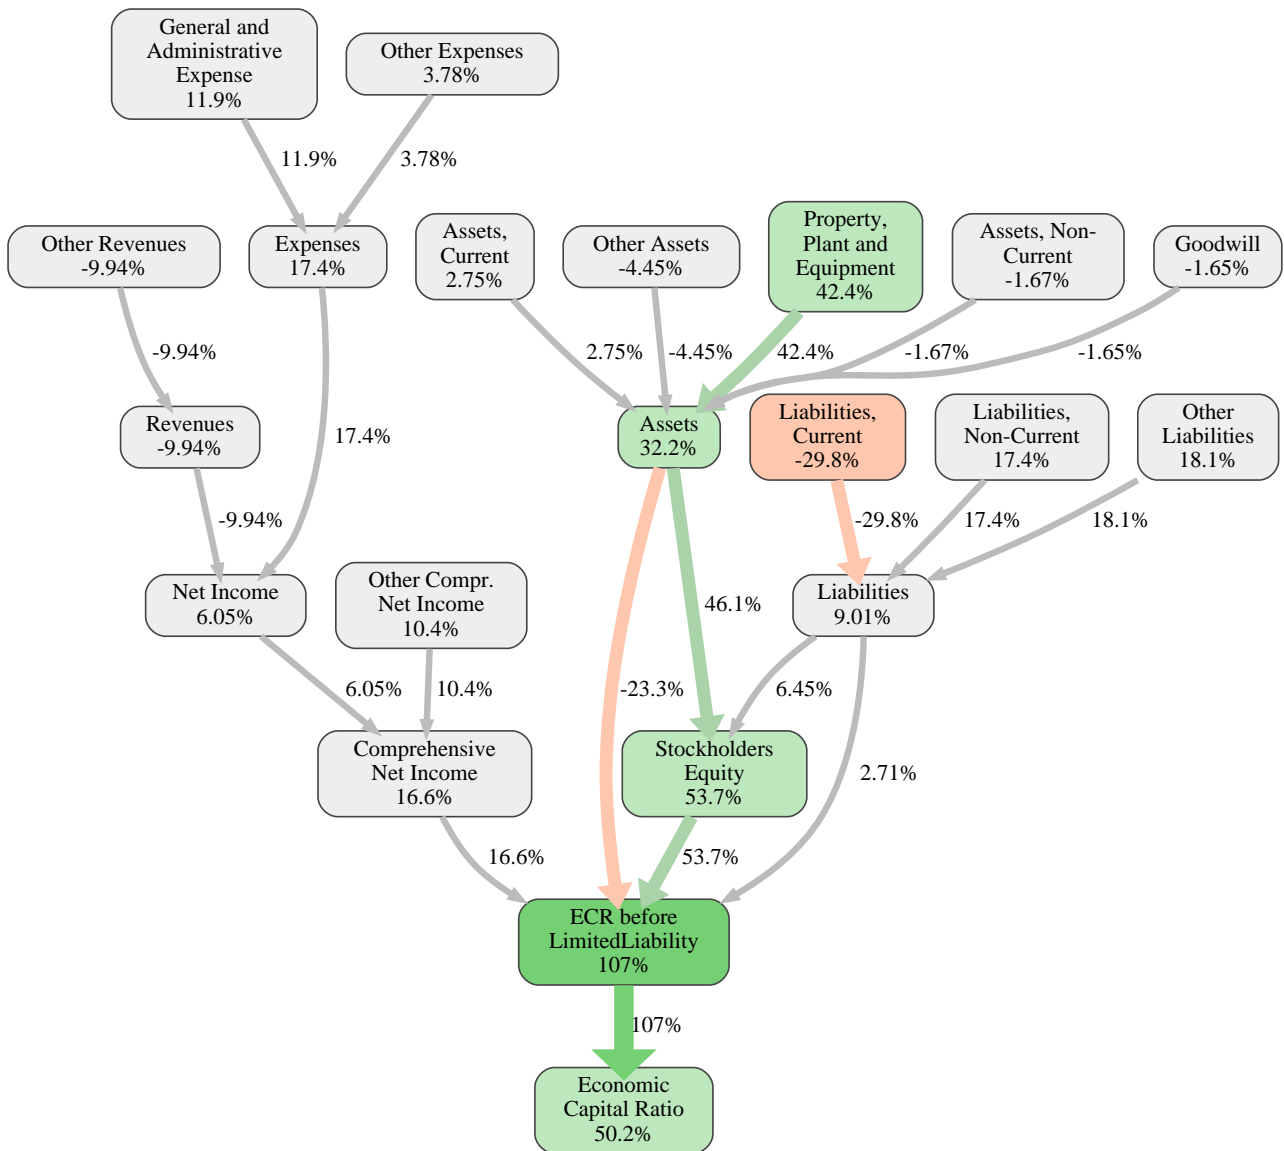 General and
Administrative
Expense
11.9%
Other Expenses
3.78%
11.9%
3.78%
Other Revenues
-9.94%
Expenses
17.4%
Assets,
Current
2.75%
Other Assets
-4.45%
Property,
Plant and
Equipment
42.4%
Assets, Non-
Current
-1.67%
Goodwill
-1.65%
-9.94%
2.75%
-4.45%
42.4%
-1.67%
-1.65%
Revenues
-9.94%
17.4%
Assets
32.2%
Liabilities,
Current
-29.8%
Liabilities,
Non-Current
17.4%
Other
Liabilities
18.1%
-9.94%
-29.8%
17.4%
18.1%
Net Income
6.05%
Other Compr.
Net Income
10.4%
46.1%
Liabilities
9.01%
6.05%
10.4%
-23.3%
6.45%
Comprehensive
Net Income
16.6%
Stockholders
Equity
53.7%
2.71%
16.6%
53.7%
ECR before
LimitedLiability
107%
107%
Economic
Capital Ratio
50.2%